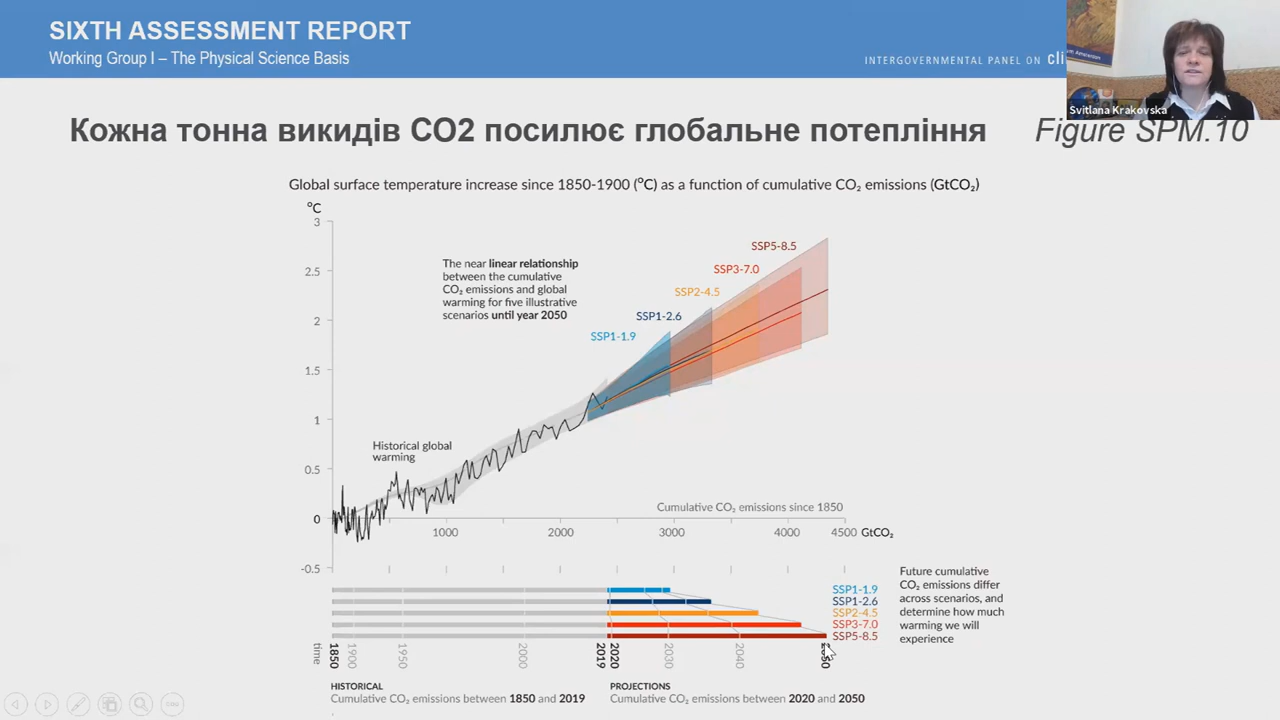 SIXTH ASSESSMENT REPORT
Working Group I – The Physical Science Basis
INTERGOVERNMENTAL PANEL ON cli
Svitlana Krakovska
Кожна тонна викидів СО2 посилює глобальне потепління
Figure SPM.10
Global surface temperature increase since 1850-1900 (°C) as a function of cumulative CO₂ emissions (GtCO₂)
°C
3
2.5
2
1.5
1
0.5
0
-0.5
The near linear relationship
between the cumulative
CO₂ emissions and global
warming for five illustrative
scenarios until year 2050
SSP5-8.5
SSP3-7.0
SSP2-4.5
SSP1-2.6
SSP1-1.9
Historical global
warming
Cumulative CO₂ emissions since 1850
1000 2000 3000 4000 4500 GtCO₂
SSP1-1.9
SSP1-2.6
SSP2-4.5
SSP3-7.0
SSP5-8.5
Future cumulative
CO₂ emissions differ
across scenarios, and
determine how much
warming we will
experience
time 1850 1900 1950 2000 2019 2020 2030 2040 2050
HISTORICAL
Cumulative CO₂ emissions between 1850 and 2019
PROJECTIONS
Cumulative CO₂ emissions between 2020 and 2050